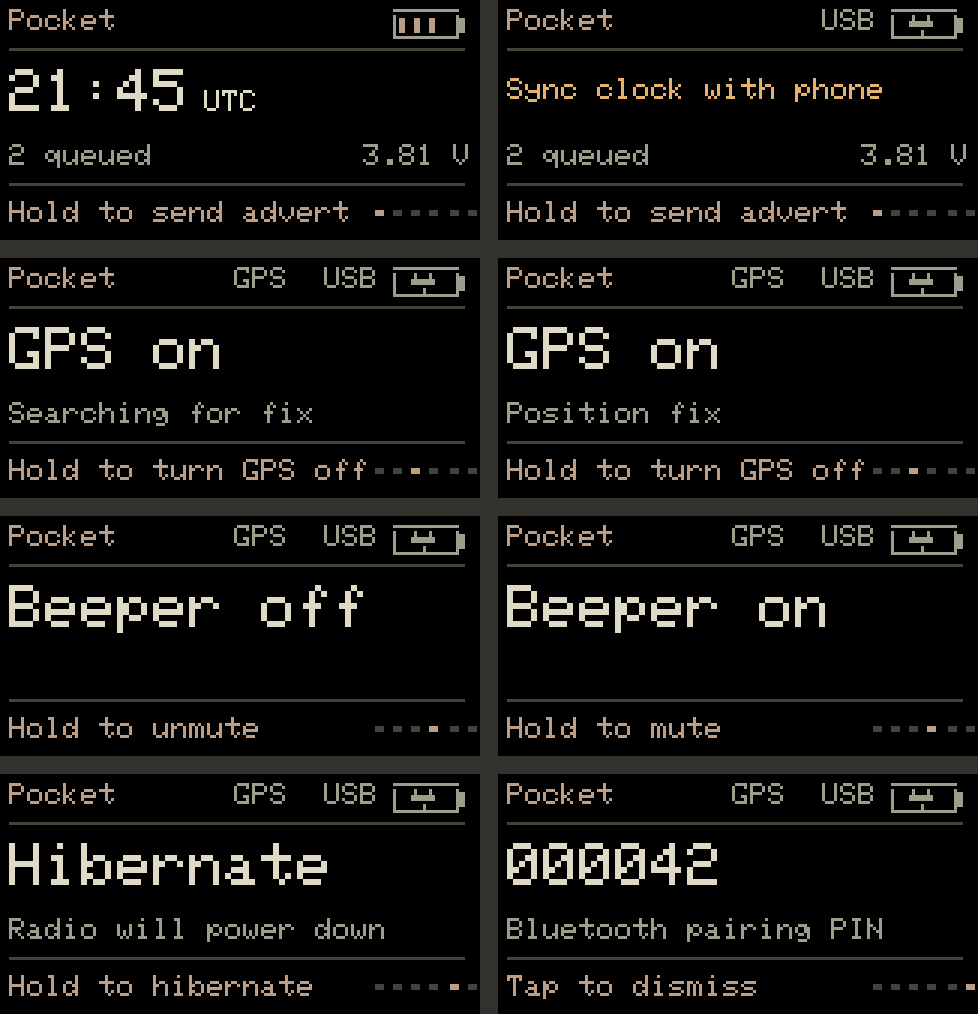 Pocket
21:45 UTC
2 queued 3.81 V
Hold to send advert
Pocket USB
Sync clock with phone
2 queued 3.81 V
Hold to send advert
Pocket GPS USB
GPS on
Searching for fix
Hold to turn GPS off
Pocket GPS USB
GPS on
Position fix
Hold to turn GPS off
Pocket GPS USB
Beeper off
Hold to unmute
Pocket GPS USB
Beeper on
Hold to mute
Pocket GPS USB
Hibernate
Radio will power down
Hold to hibernate
Pocket GPS USB
000042
Bluetooth pairing PIN
Tap to dismiss